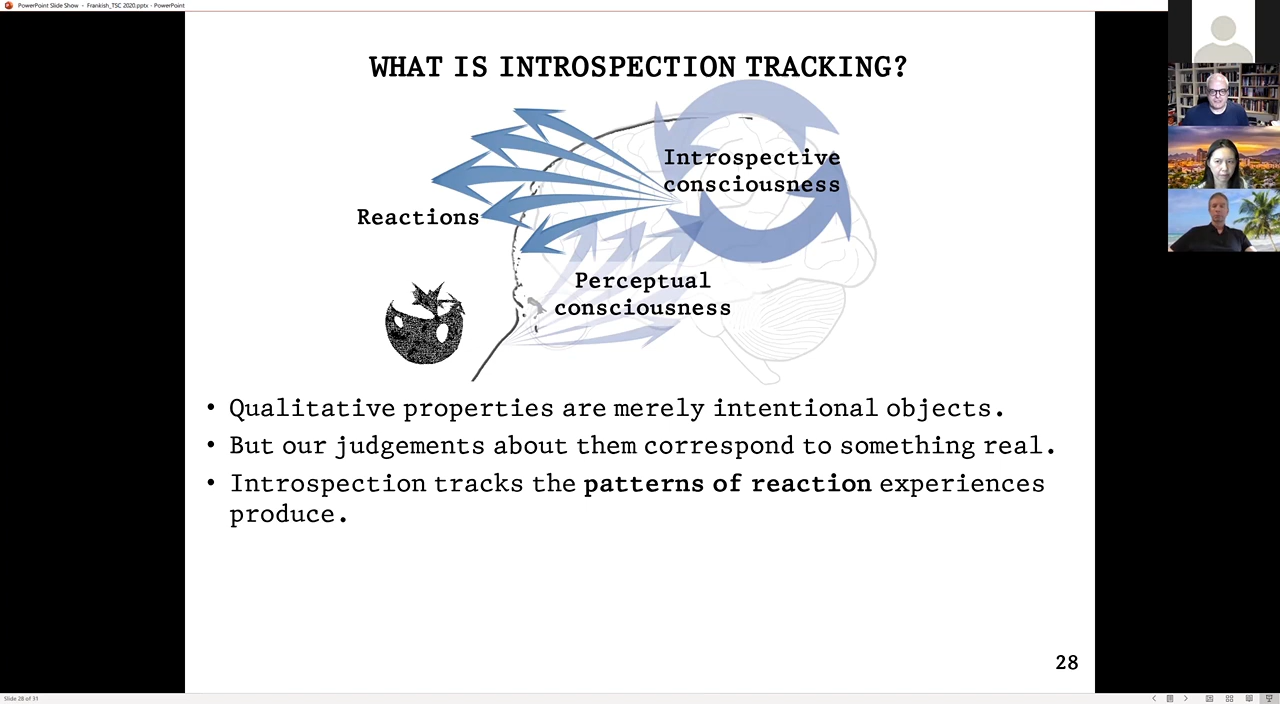 PowerPoint Slide Show - Frankish_TSC 2020.pptx - PowerPoint
WHAT IS INTROSPECTION TRACKING?
Introspective
consciousness
Reactions
Perceptual
consciousness
• Qualitative properties are merely intentional objects.
• But our judgements about them correspond to something real.
• Introspection tracks the patterns of reaction experiences
produce.
28
Slide 28 of 31